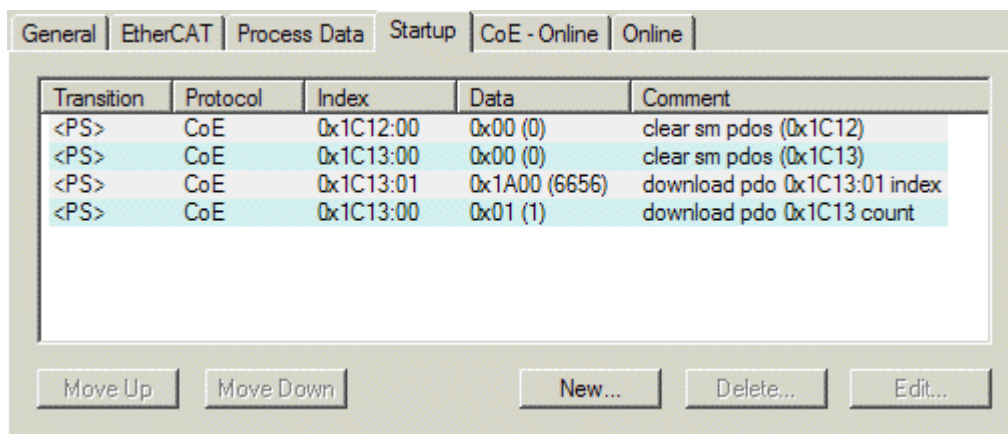 General EtherCAT Process Data Startup CoE - Online Online
Transition Protocol Index Data Comment
<PS> CoE 0x1C12:00 0x00 (0) clear sm pdos (0x1C12)
<PS> CoE 0x1C13:00 0x00 (0) clear sm pdos (0x1C13)
<PS> CoE 0x1C13:01 0x1A00 (6656) download pdo 0x1C13:01 index
<PS> CoE 0x1C13:00 0x01 (1) download pdo 0x1C13 count
Move Up Move Down New... Delete... Edit...